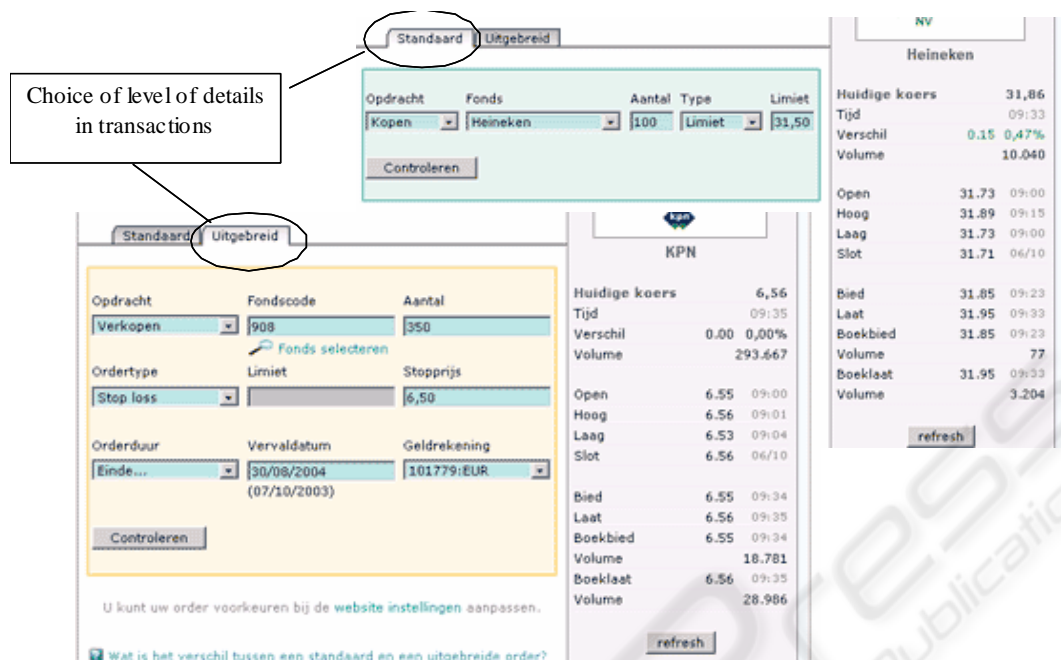 Choice of level of details
in transactions
Standaard Uitgebreid
Opdracht Fonds Aantal Type Limiet
Kopen Heineken 100 Limiet 31,50
Controleren
NV
Heineken
Huidige koers 31,86
Tijd 09:33
Verschil 0.15 0,47%
Volume 10.040
Open 31.73 09:00
Hoog 31.89 09:15
Laag 31.73 09:00
Slot 31.71 06/10
Bied 31.85 09:23
Laat 31.95 09:33
Boekbied 31.85 09:23
Volume 77
Boeklaat 31.95 09:33
Volume 3.204
refresh
Standaard Uitgebreid
Opdracht Fondscode Aantal
Verkopen 908 350
Fonds selecteren
Ordertype Limiet Stopprijs
Stop loss 6,50
Orderduur Vervaldatum Geldrekening
Einde... 30/08/2004 101779:EUR
(07/10/2003)
Controleren
U kunt uw order voorkeuren bij de website instellingen aanpassen.
Wat is het verschil tussen een standaard en een uitgebreide order?
kpn
KPN
Huidige koers 6,56
Tijd 09:35
Verschil 0.00 0,00%
Volume 293.667
Open 6.55 09:00
Hoog 6.56 09:01
Laag 6.53 09:04
Slot 6.56 06/10
Bied 6.55 09:34
Laat 6.56 09:35
Boekbied 6.55 09:34
Volume 18.781
Boeklaat 6.56 09:35
Volume 28.986
refresh